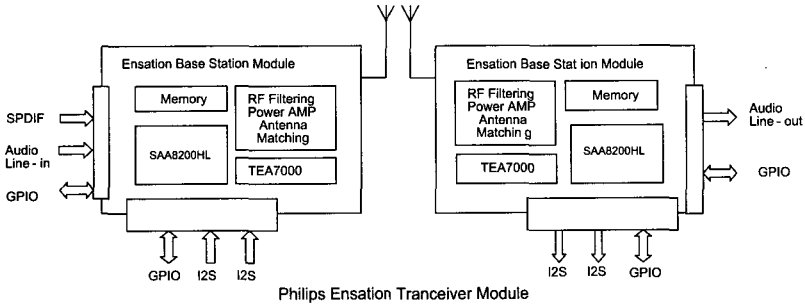 Ensation Base Station Module
Memory
RF Filtering
Power AMP
Antenna
Matching
SAA8200HL
TEA7000
SPDIF
Audio
Line - in
GPIO
GPIO
I2S
I2S
Ensation Base Stat ion Module
RF Filtering
Power AMP
Antenna
Matchin g
Memory
SAA8200HL
TEA7000
Audio
Line - out
GPIO
I2S
I2S
GPIO
Philips Ensation Tranceiver Module